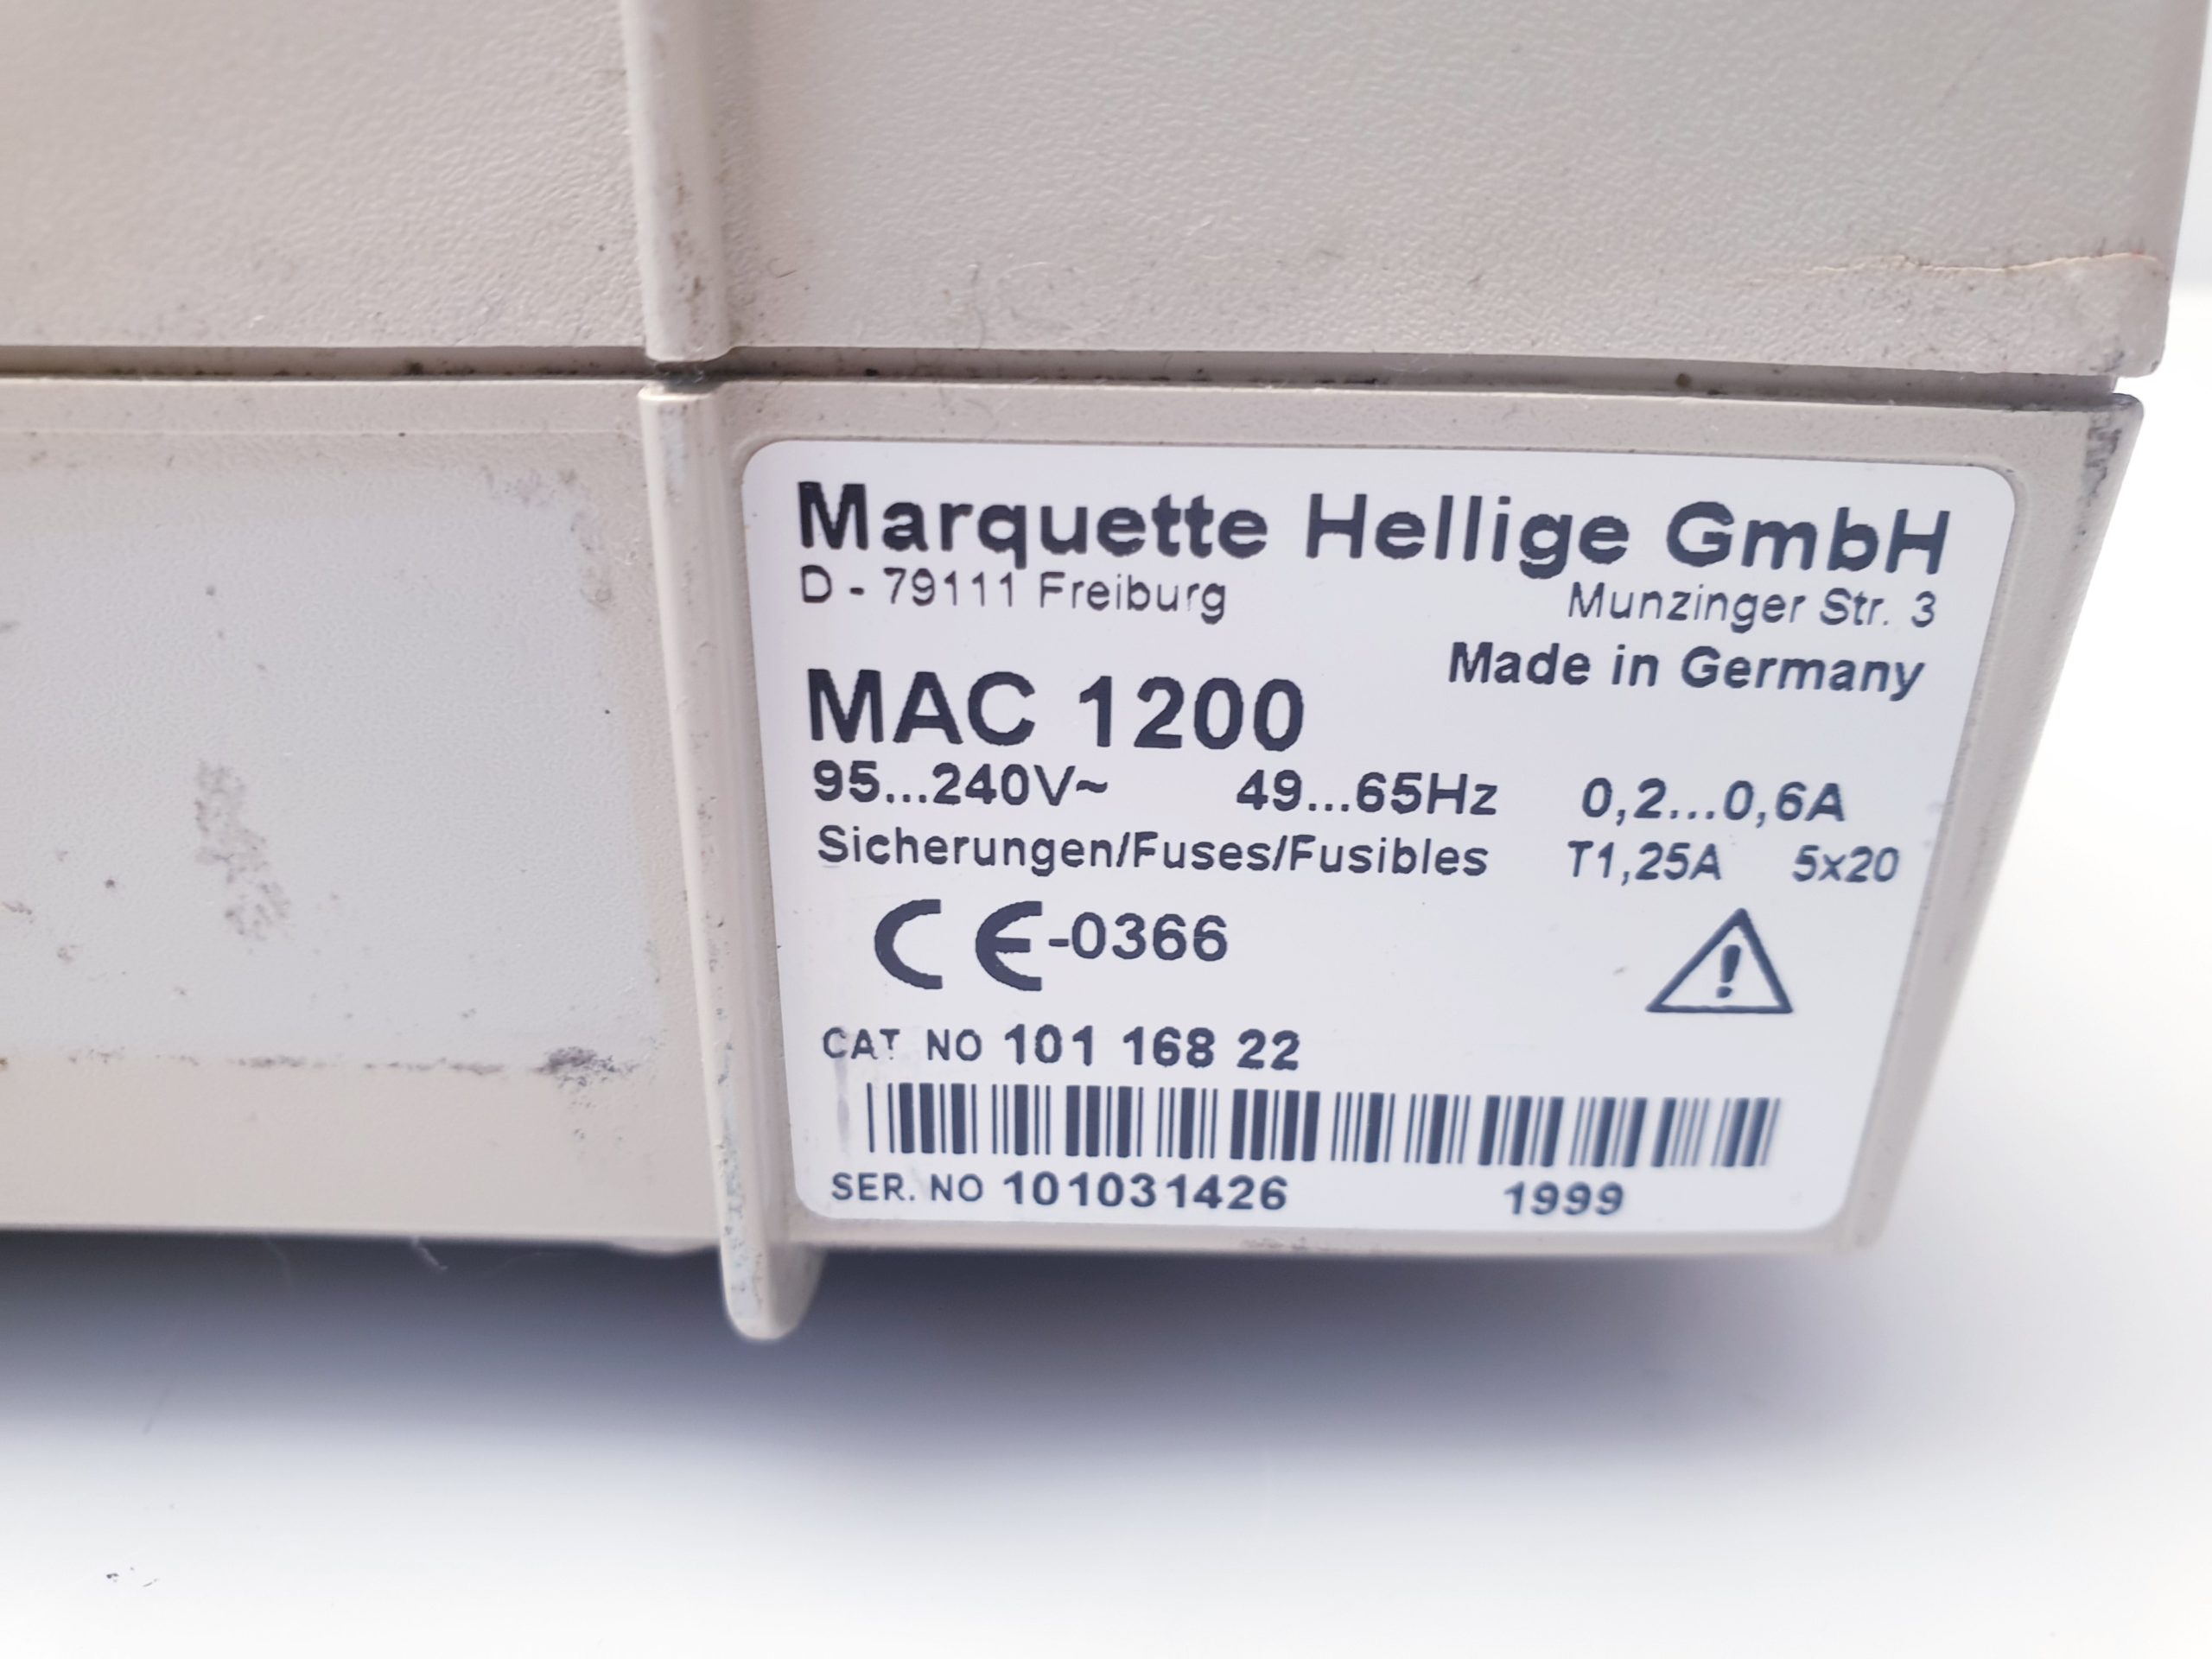 Marquette Hellige GmbH
D - 79111 Freiburg Munzinger Str. 3
Made in Germany
MAC 1200
95...240V~ 49...65Hz 0,2...0,6A
Sicherungen/Fuses/Fusibles T1,25A 5x20
CE-0366
!
CAT NO 101 168 22
SER. NO 101031426 1999